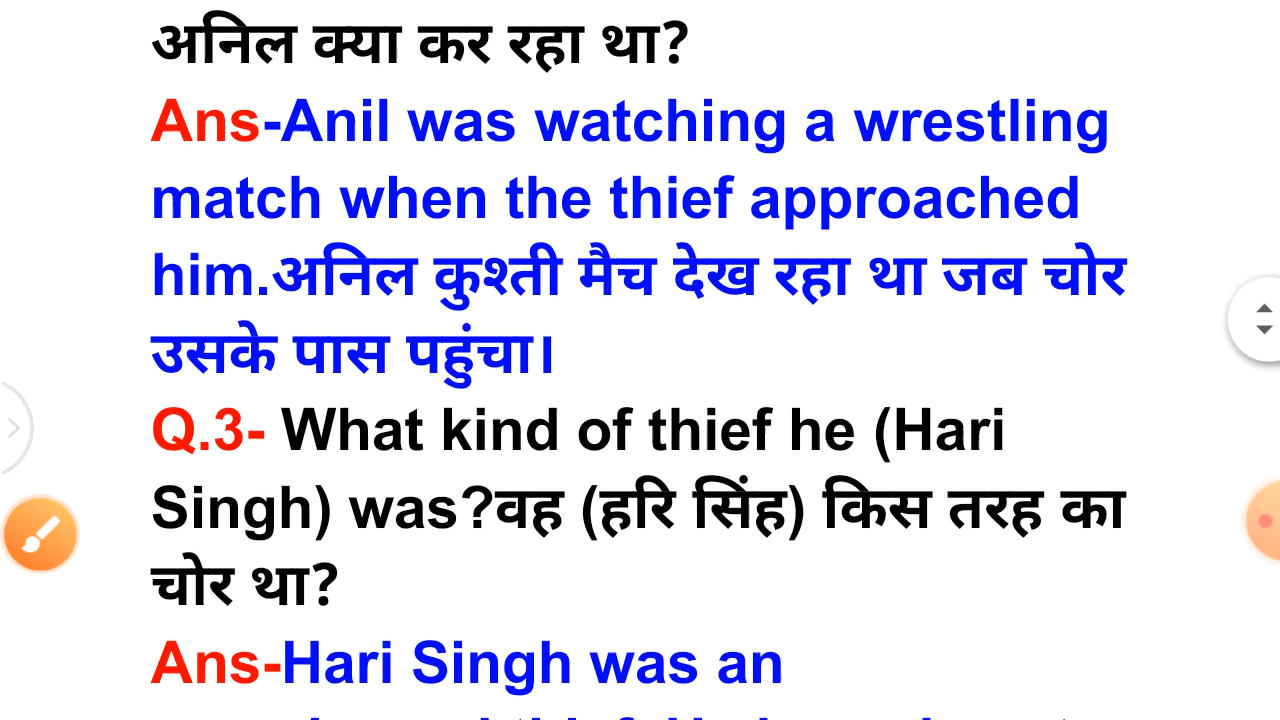 अनिल क्या कर रहा था?
Ans-Anil was watching a wrestling
match when the thief approached
him.अनिल कुश्ती मैच देख रहा था जब चोर
उसके पास पहुंचा।
Q.3- What kind of thief he (Hari
Singh) was?वह (हरि सिंह) किस तरह का
चोर था?
Ans-Hari Singh was an